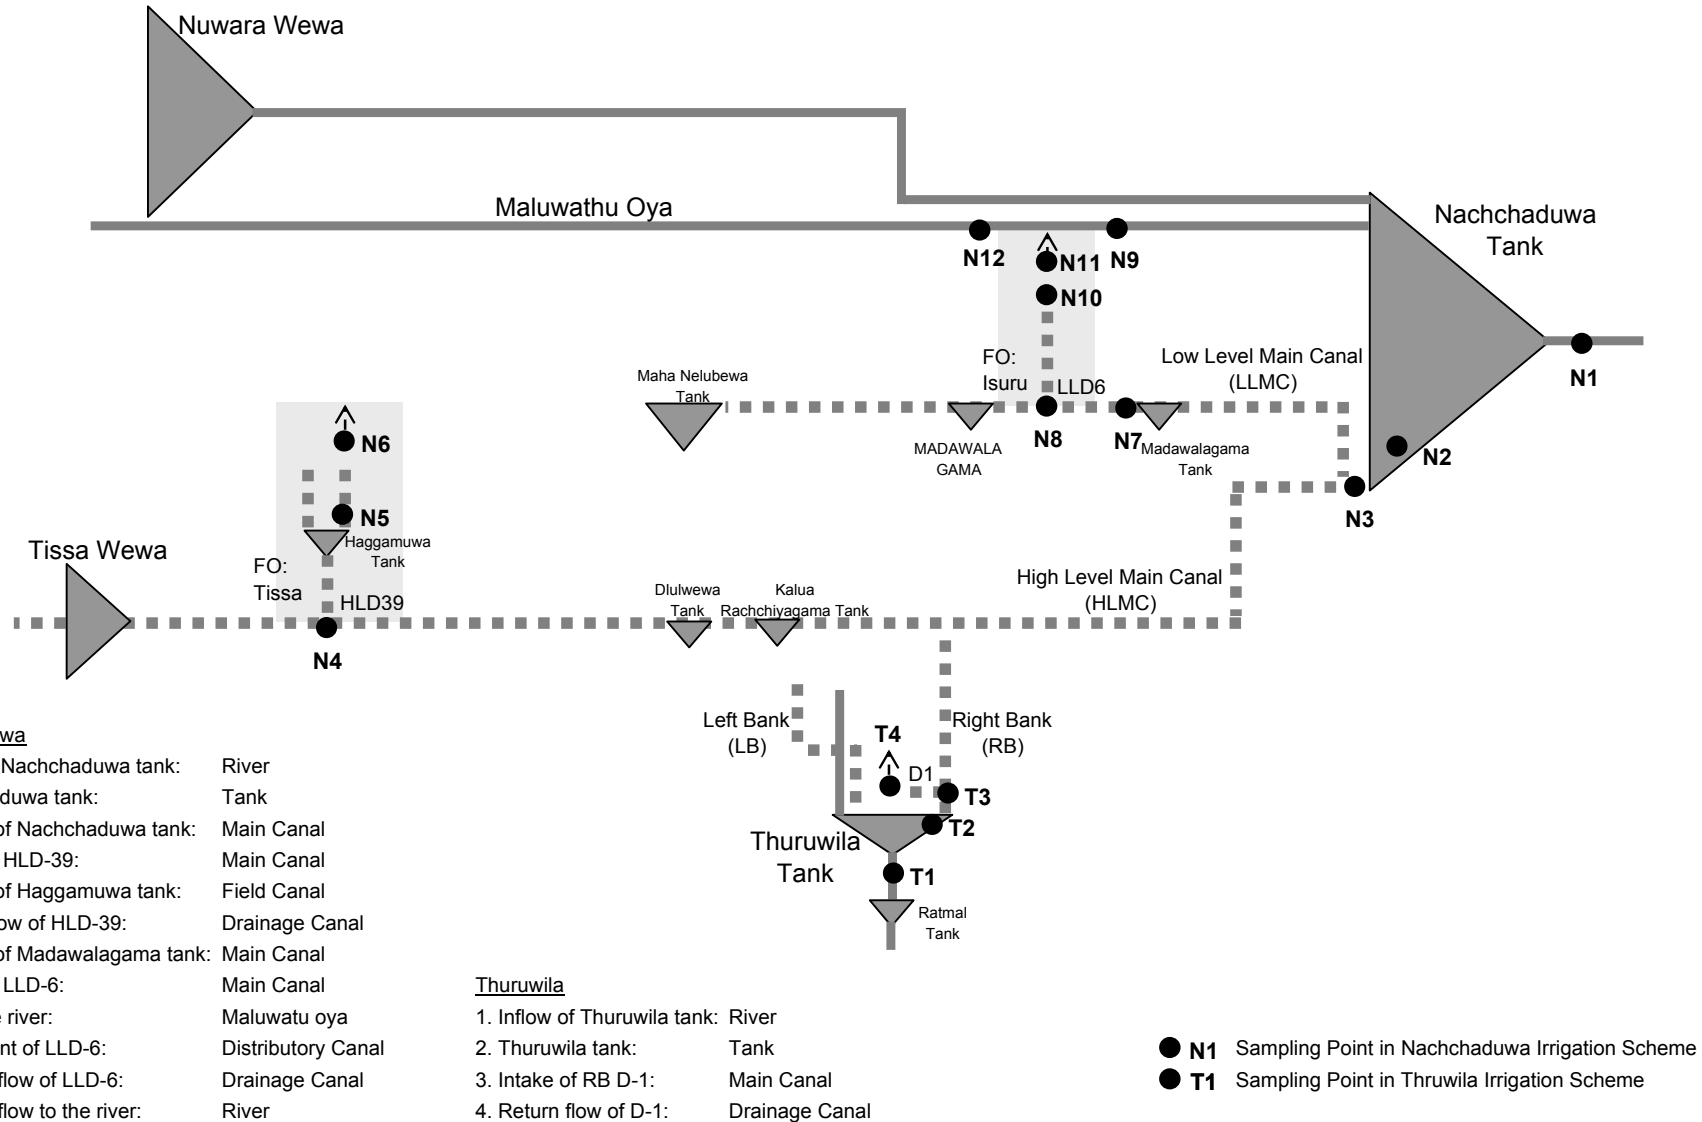 Nuwara Wewa
Maluwathu Oya
Nachchaduwa
Tank
N12
N11
N9
N10
N1
FO:
Isuru
LLD6
Low Level Main Canal
(LLMC)
Maha Nelubewa
Tank
N8
N7
MADAWALA
GAMA
Madawalagama
Tank
N2
N3
N6
N5
Haggamuwa
Tank
Tissa Wewa
FO:
Tissa
HLD39
N4
Dlulwewa
Tank
Kalua
Rachchiyagama Tank
High Level Main Canal
(HLMC)
Left Bank
(LB)
T4
D1
Right Bank
(RB)
T3
T2
Thuruwila
Tank
T1
Ratmal
Tank
wa
Nachchaduwa tank: River
duwa tank: Tank
of Nachchaduwa tank: Main Canal
HLD-39: Main Canal
of Haggamuwa tank: Field Canal
ow of HLD-39: Drainage Canal
of Madawalagama tank: Main Canal
LLD-6: Main Canal
e river: Maluwatu oya
nt of LLD-6: Distributory Canal
flow of LLD-6: Drainage Canal
flow to the river: River
Thuruwila
1. Inflow of Thuruwila tank: River
2. Thuruwila tank: Tank
3. Intake of RB D-1: Main Canal
4. Return flow of D-1: Drainage Canal
N1 Sampling Point in Nachchaduwa Irrigation Scheme
T1 Sampling Point in Thruwila Irrigation Scheme